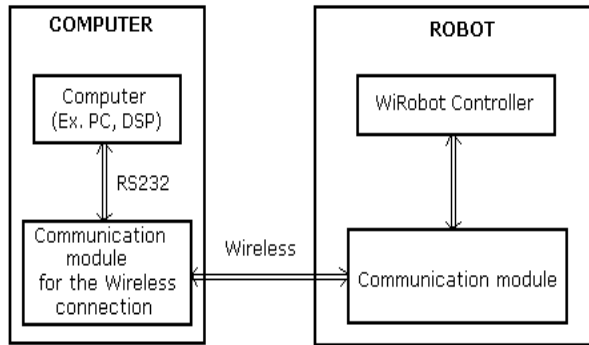 COMPUTER
Computer
(Ex. PC, DSP)
RS232
Communication
module
for the Wireless
connection
Wireless
ROBOT
WiRobot Controller
Communication module